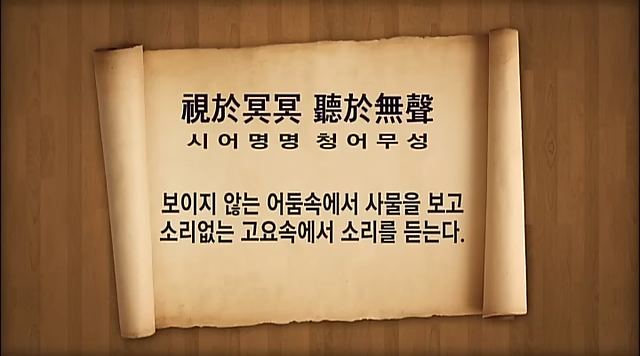 視於冥冥 聽於無聲
시어명명 청어무성
보이지 않는 어둠속에서 사물을 보고
소리없는 고요속에서 소리를 듣는다.